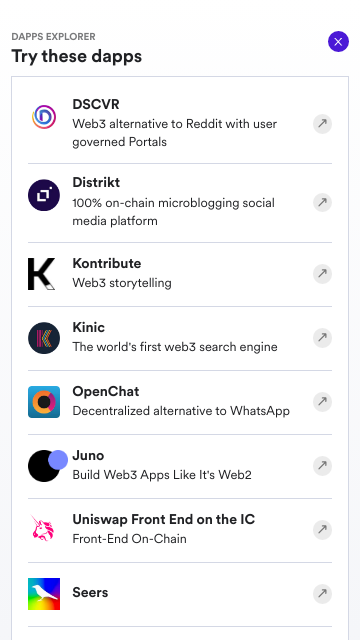 DAPPS EXPLORER
Try these dapps
DSCVR
Web3 alternative to Reddit with user
governed Portals
Distrikt
100% on-chain microblogging social
media platform
Kontribute
Web3 storytelling
Kinic
The world's first web3 search engine
OpenChat
Decentralized alternative to WhatsApp
Juno
Build Web3 Apps Like It's Web2
Uniswap Front End on the IC
Front-End On-Chain
Seers